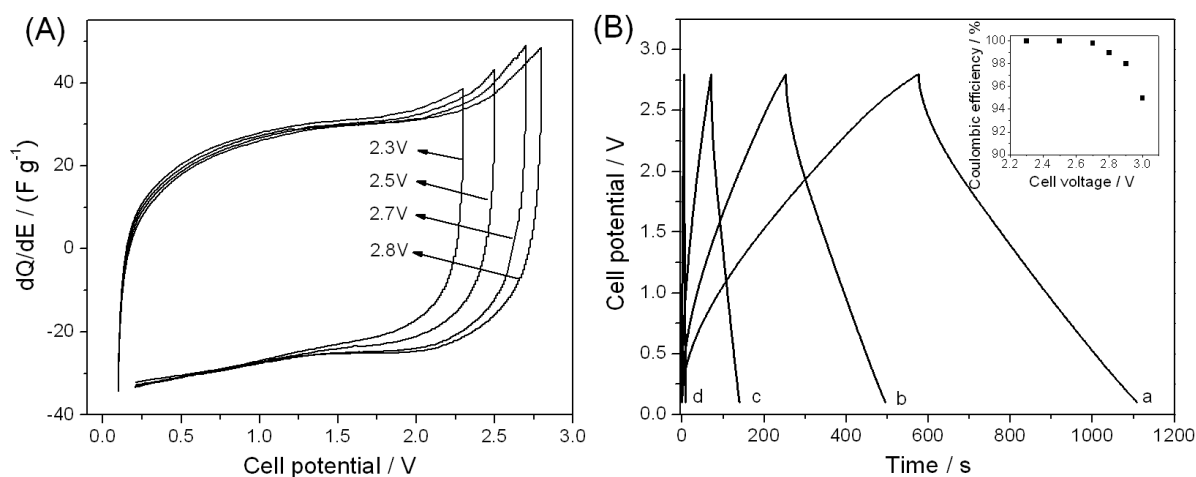 (A)
dQ/dE / (F g⁻¹)
40
20
0
-20
-40
2.3V
2.5V
2.7V
2.8V
0.0 0.5 1.0 1.5 2.0 2.5 3.0
Cell potential / V
(B)
Cell potential / V
3.0
2.5
2.0
1.5
1.0
0.5
0.0
d c b a
0 200 400 600 800 1000 1200
Time / s
Coulombic efficiency / %
100
98
96
94
92
90
2.2 2.4 2.6 2.8 3.0
Cell voltage / V